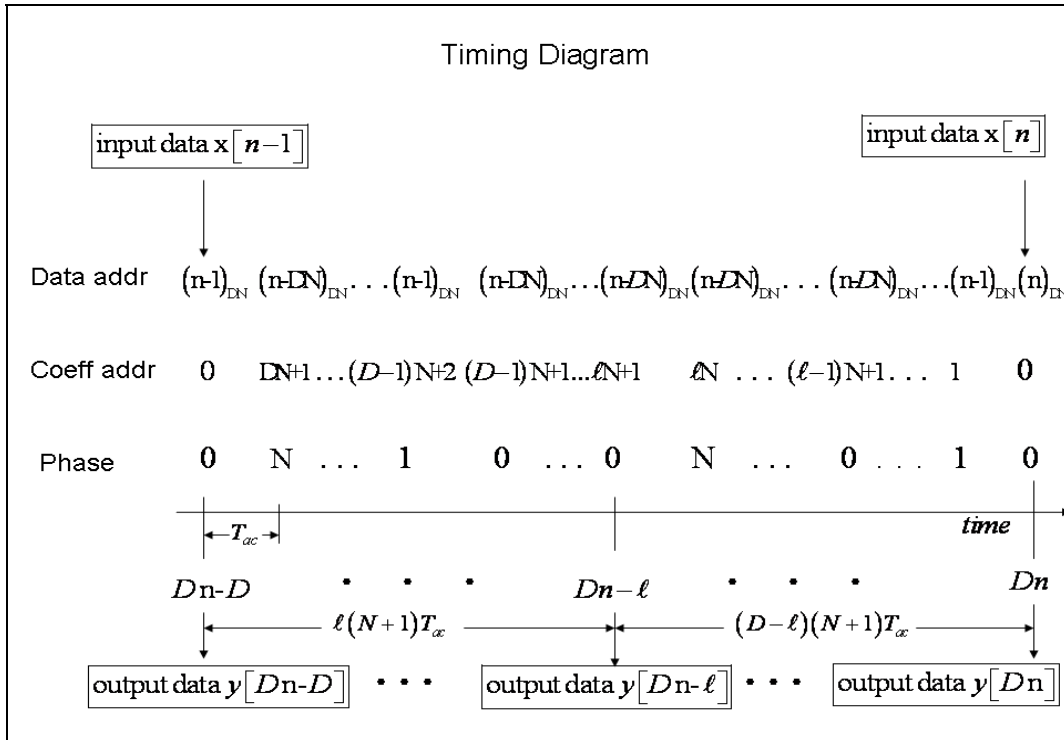 Timing Diagram
input data x[n−1] input data x[n]
Data addr (n-1)DN (n-DN)DN . . . (n-1)DN (n-DN)DN ... (n-DN)DN (n-DN)DN . . . (n-DN)DN ... (n-1)DN (n)DN
Coeff addr 0 DN+1 ... (D−1)N+2 (D−1)N+1 ... ℓN+1 ℓN . . . (ℓ−1)N+1 . . . 1 0
Phase 0 N . . . 1 0 . . . 0 N . . . 0 . . . 1 0
Tac time
Dn-D • • • Dn−ℓ • • • Dn
ℓ(N+1)Tac (D−ℓ)(N+1)Tac
output data y[Dn-D] • • • output data y[Dn-ℓ] • • • output data y[Dn]